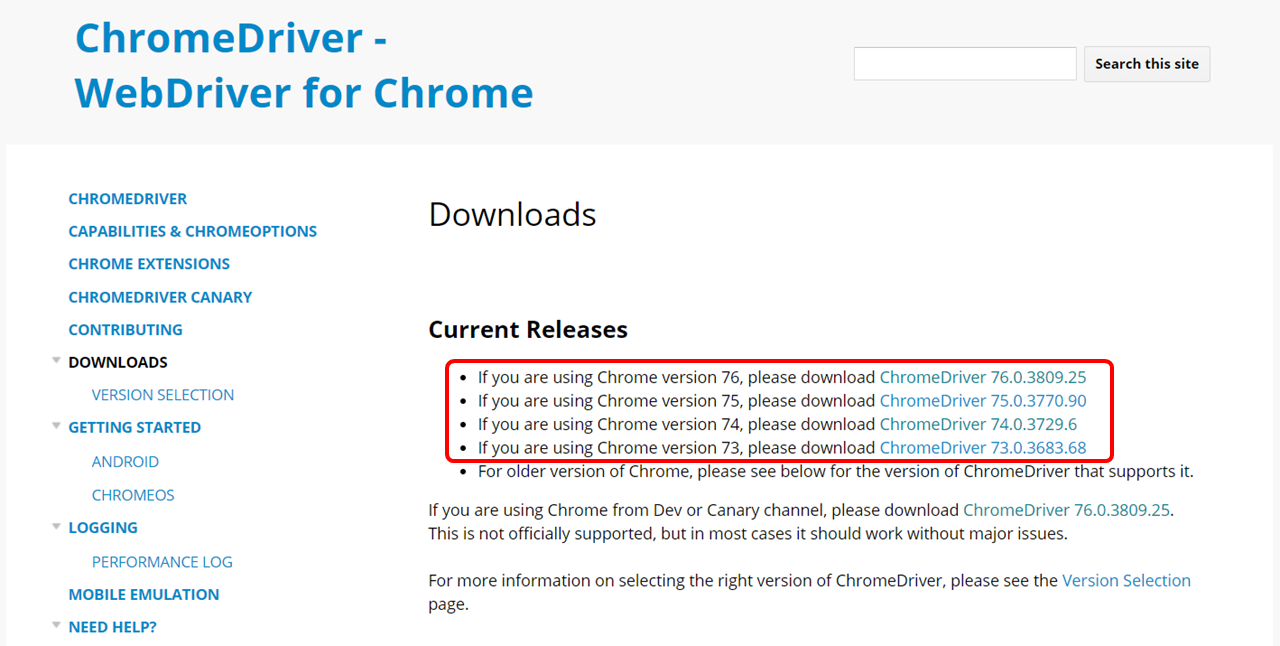 ChromeDriver -
WebDriver for Chrome
Search this site
CHROMEDRIVER
CAPABILITIES & CHROMEOPTIONS
CHROME EXTENSIONS
CHROMEDRIVER CANARY
CONTRIBUTING
DOWNLOADS
VERSION SELECTION
GETTING STARTED
ANDROID
CHROMEOS
LOGGING
PERFORMANCE LOG
MOBILE EMULATION
NEED HELP?
Downloads
Current Releases
If you are using Chrome version 76, please download ChromeDriver 76.0.3809.25
If you are using Chrome version 75, please download ChromeDriver 75.0.3770.90
If you are using Chrome version 74, please download ChromeDriver 74.0.3729.6
If you are using Chrome version 73, please download ChromeDriver 73.0.3683.68
For older version of Chrome, please see below for the version of ChromeDriver that supports it.
If you are using Chrome from Dev or Canary channel, please download ChromeDriver 76.0.3809.25.
This is not officially supported, but in most cases it should work without major issues.
For more information on selecting the right version of ChromeDriver, please see the Version Selection
page.